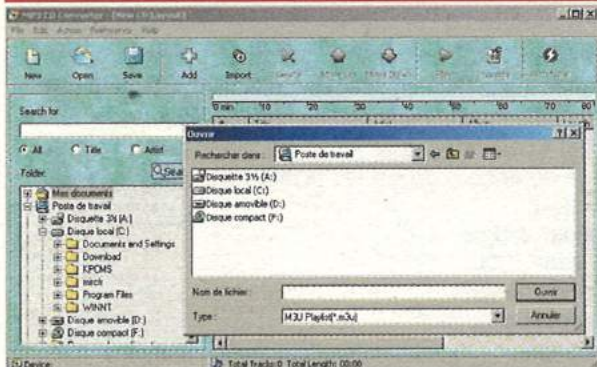 MP3 CD Converter - [New CD Layout]
File Edit Action Preferences Help
New Open Save Add Import
Search for
0 min 10 20 30 40 50 60 70 80
All Title Artist
Folder:
Mes documents
Poste de travail
Disquette 3½ (A:)
Disque local (C:)
Documents and Settings
Download
KPCMS
mirch
Program Files
WINNT
Disque amovible (D:)
Disque compact (F:)
Ouvrir
Rechercher dans : Poste de travail
Disquette 3½ (A:)
Disque local (C:)
Disque amovible (D:)
Disque compact (F:)
Nom de fichier : Ouvrir
Type : M3U Playlist(*.m3u) Annuler
Device: Total Tracks:0 Total Length: 00:00